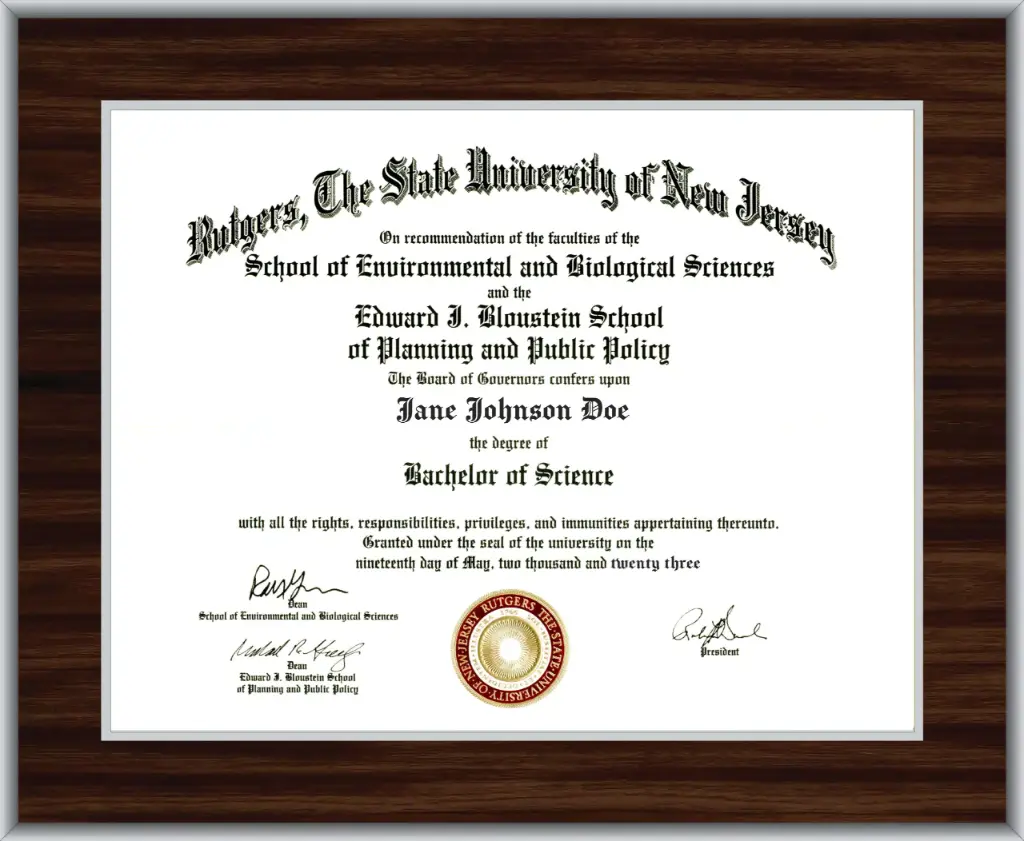 Rutgers, The State University of New Jersey
On recommendation of the faculties of the
School of Environmental and Biological Sciences
and the
Edward J. Bloustein School
of Planning and Public Policy
The Board of Governors confers upon
Jane Johnson Doe
the degree of
Bachelor of Science
with all the rights, responsibilities, privileges, and immunities appertaining thereunto.
Granted under the seal of the university on the
nineteenth day of May, two thousand and twenty three
Dean
School of Environmental and Biological Sciences
Dean
Edward J. Bloustein School
of Planning and Public Policy
RUTGERS THE STATE UNIVERSITY OF NEW JERSEY
President